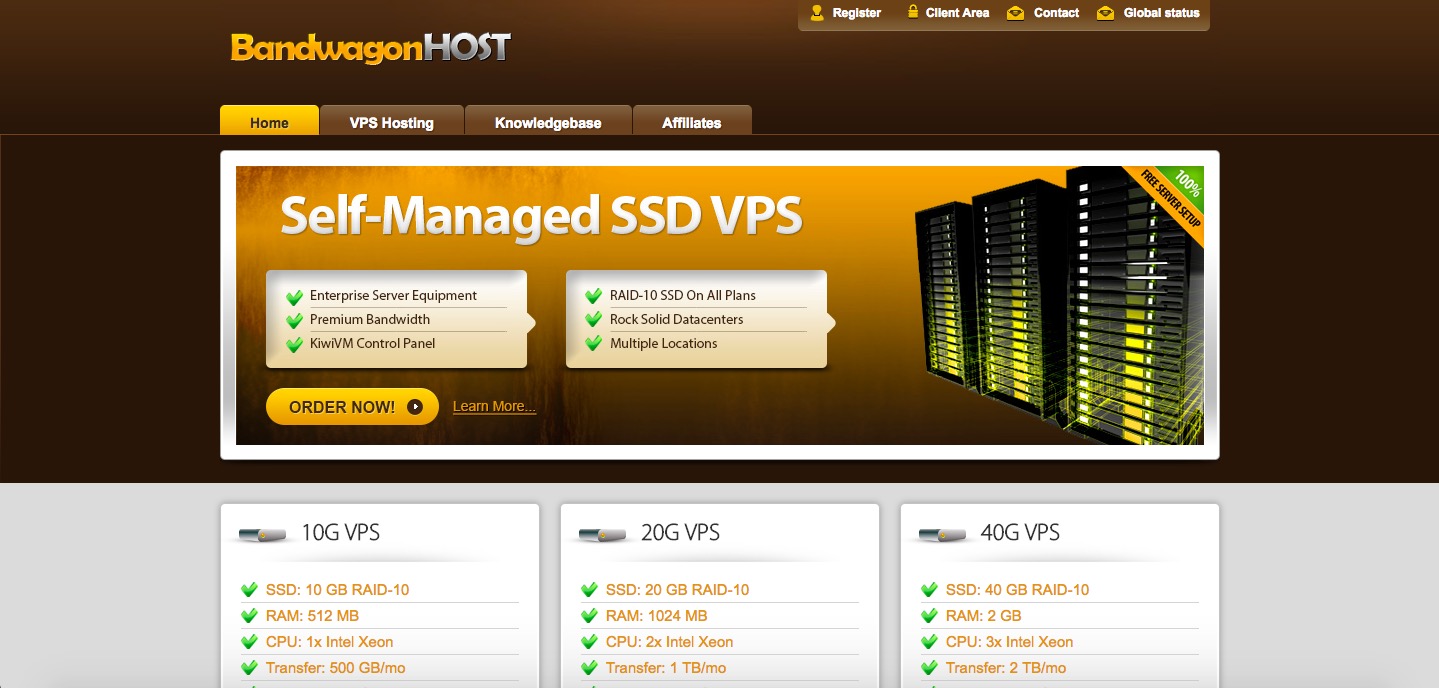 Register
Client Area
Contact
Global status
BandwagonHOST
Home
VPS Hosting
Knowledgebase
Affiliates
Self-Managed SSD VPS
100%
FREE SERVER SETUP
Enterprise Server Equipment
Premium Bandwidth
KiwiVM Control Panel
RAID-10 SSD On All Plans
Rock Solid Datacenters
Multiple Locations
ORDER NOW!
Learn More...
10G VPS
SSD: 10 GB RAID-10
RAM: 512 MB
CPU: 1x Intel Xeon
Transfer: 500 GB/mo
20G VPS
SSD: 20 GB RAID-10
RAM: 1024 MB
CPU: 2x Intel Xeon
Transfer: 1 TB/mo
40G VPS
SSD: 40 GB RAID-10
RAM: 2 GB
CPU: 3x Intel Xeon
Transfer: 2 TB/mo